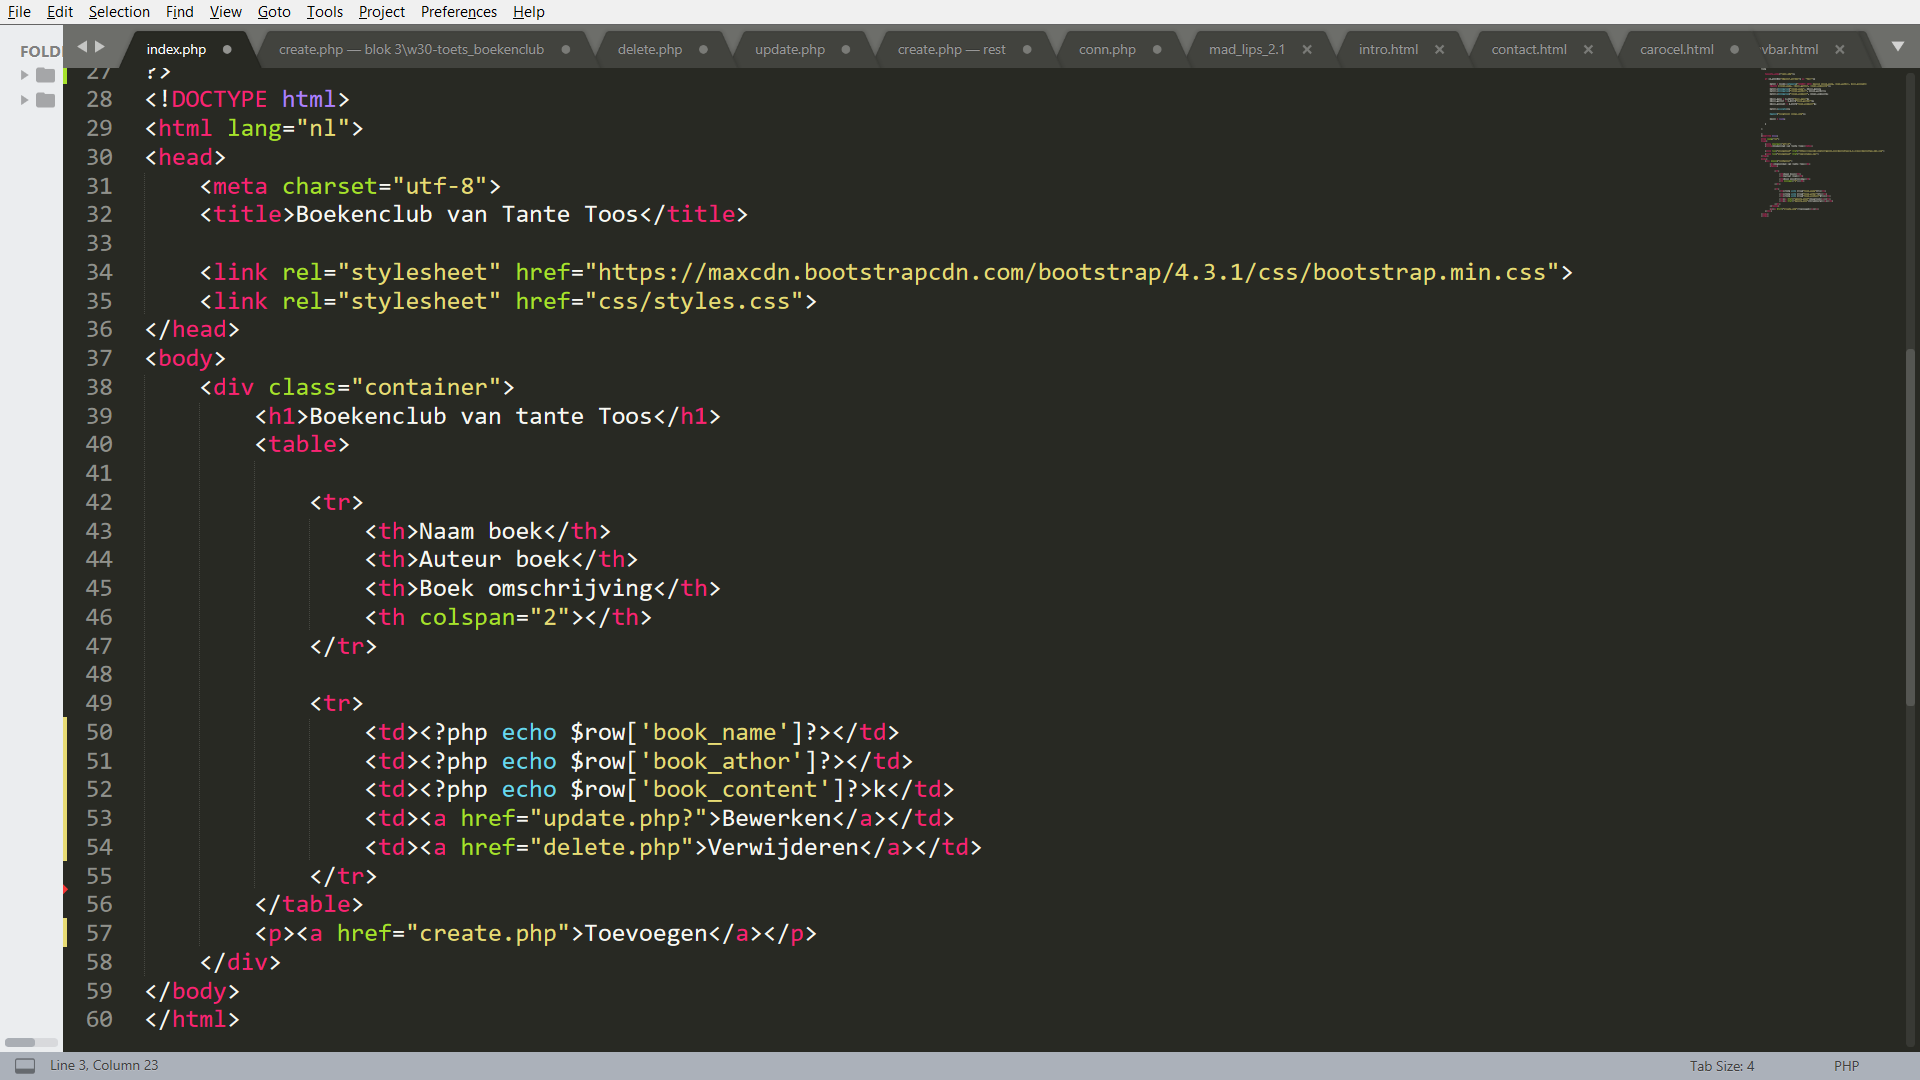 File Edit Selection Find View Goto Tools Project Preferences Help
FOLD
index.php create.php — blok 3\w30-toets_boekenclub delete.php update.php create.php — rest conn.php mad_lips_2.1 intro.html contact.html carocel.html vbar.html
27 ?>
28 <!DOCTYPE html>
29 <html lang="nl">
30 <head>
31 <meta charset="utf-8">
32 <title>Boekenclub van Tante Toos</title>
33
34 <link rel="stylesheet" href="https://maxcdn.bootstrapcdn.com/bootstrap/4.3.1/css/bootstrap.min.css">
35 <link rel="stylesheet" href="css/styles.css">
36 </head>
37 <body>
38 <div class="container">
39 <h1>Boekenclub van tante Toos</h1>
40 <table>
41
42 <tr>
43 <th>Naam boek</th>
44 <th>Auteur boek</th>
45 <th>Boek omschrijving</th>
46 <th colspan="2"></th>
47 </tr>
48
49 <tr>
50 <td><?php echo $row['book_name']?></td>
51 <td><?php echo $row['book_athor']?></td>
52 <td><?php echo $row['book_content']?>k</td>
53 <td><a href="update.php?">Bewerken</a></td>
54 <td><a href="delete.php">Verwijderen</a></td>
55 </tr>
56 </table>
57 <p><a href="create.php">Toevoegen</a></p>
58 </div>
59 </body>
60 </html>
Line 3, Column 23 Tab Size: 4 PHP